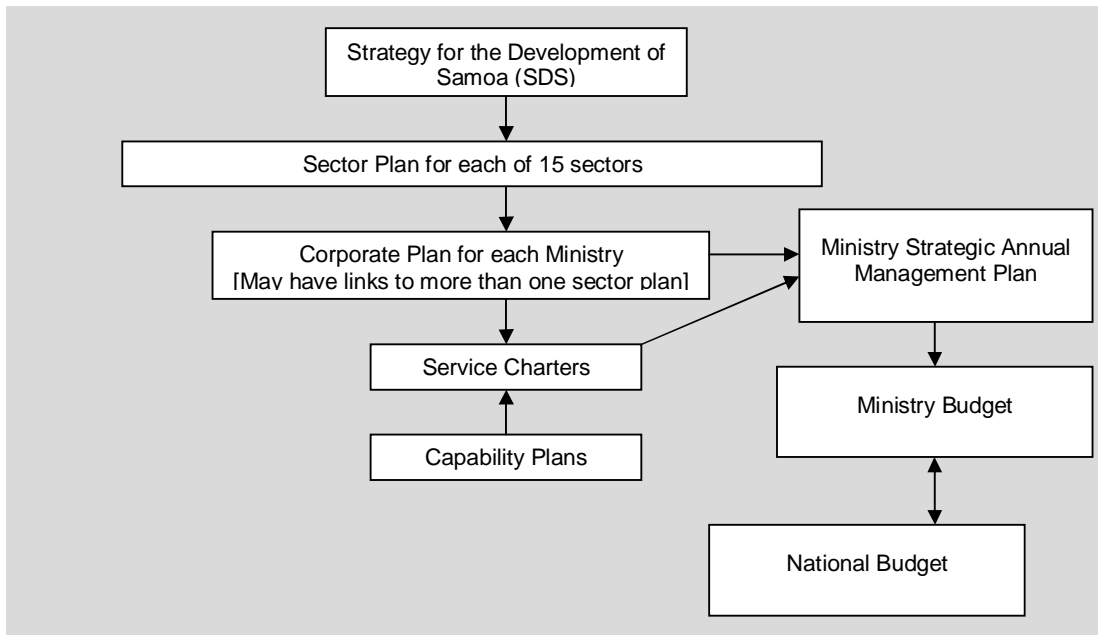 Strategy for the Development of
Samoa (SDS)
Sector Plan for each of 15 sectors
Corporate Plan for each Ministry
[May have links to more than one sector plan]
Ministry Strategic Annual
Management Plan
Service Charters
Ministry Budget
Capability Plans
National Budget